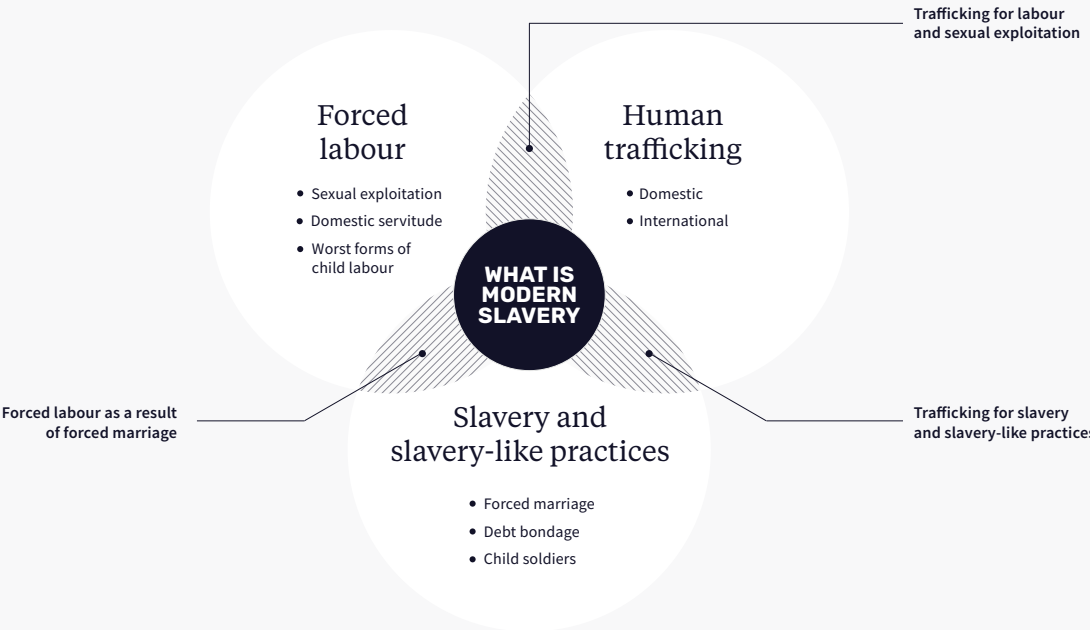 Trafficking for labour
and sexual exploitation
Forced
labour
• Sexual exploitation
• Domestic servitude
• Worst forms of
child labour
Human
trafficking
• Domestic
• International
WHAT IS
MODERN
SLAVERY
Forced labour as a result
of forced marriage
Trafficking for slavery
and slavery-like practices
Slavery and
slavery-like practices
• Forced marriage
• Debt bondage
• Child soldiers